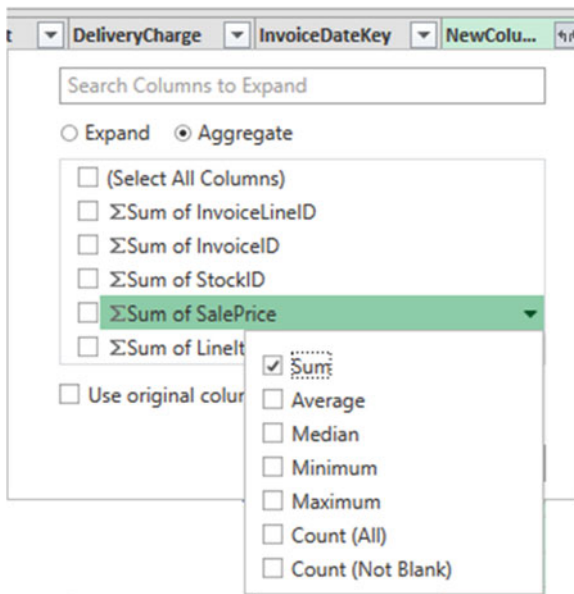 t DeliveryCharge InvoiceDateKey NewColu...
Search Columns to Expand
Expand Aggregate
(Select All Columns)
ΣSum of InvoiceLineID
ΣSum of InvoiceID
ΣSum of StockID
ΣSum of SalePrice
ΣSum of LineIt
Sum
Use original colur
Average
Median
Minimum
Maximum
Count (All)
Count (Not Blank)